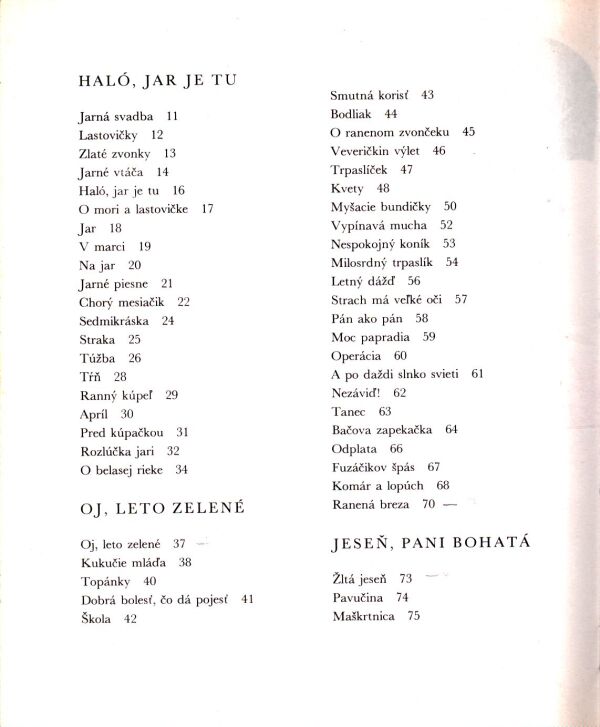 HALÓ, JAR JE TU
Jarná svadba 11
Lastovičky 12
Zlaté zvonky 13
Jarné vtáča 14
Haló, jar je tu 16
O mori a lastovičke 17
Jar 18
V marci 19
Na jar 20
Jarné piesne 21
Chorý mesiačik 22
Sedmikráska 24
Straka 25
Túžba 26
Tŕň 28
Ranný kúpeľ 29
Apríl 30
Pred kúpačkou 31
Rozlúčka jari 32
O belasej rieke 34
OJ, LETO ZELENÉ
Oj, leto zelené 37
Kukučie mláďa 38
Topánky 40
Dobrá bolesť, čo dá pojesť 41
Škola 42
Smutná korisť 43
Bodliak 44
O ranenom zvončeku 45
Veveričkin výlet 46
Trpaslíček 47
Kvety 48
Myšacie bundičky 50
Vypínavá mucha 52
Nespokojný koník 53
Milosrdný trpaslík 54
Letný dážď 56
Strach má veľké oči 57
Pán ako pán 58
Moc papradia 59
Operácia 60
A po daždi slnko svieti 61
Nezáviď! 62
Tanec 63
Bačova zapekačka 64
Odplata 66
Fuzáčikov špás 67
Komár a lopúch 68
Ranená breza 70
JESEŇ, PANI BOHATÁ
Žltá jeseň 73
Pavučina 74
Maškrtnica 75